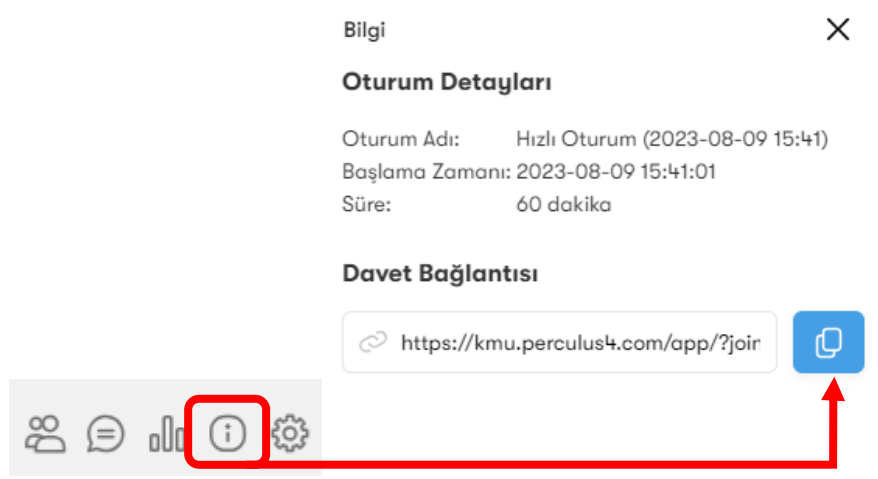 Bilgi
Oturum Detayları
Oturum Adı: Hızlı Oturum (2023-08-09 15:41)
Başlama Zamanı: 2023-08-09 15:41:01
Süre: 60 dakika
Davet Bağlantısı
https://kmu.perculus4.com/app/?join